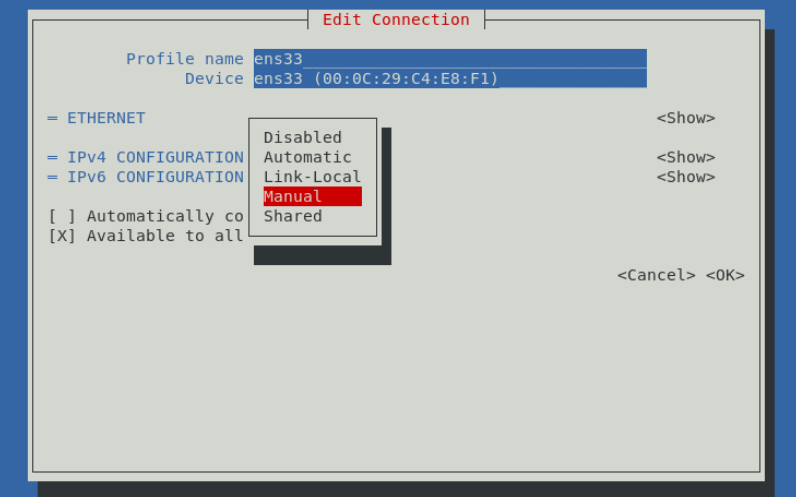 Edit Connection
Profile name ens33
Device ens33 (00:0C:29:C4:E8:F1)
= ETHERNET <Show>
Disabled
= IPv4 CONFIGURATION Automatic <Show>
= IPv6 CONFIGURATION Link-Local <Show>
Manual
[ ] Automatically co Shared
[X] Available to all
<Cancel> <OK>